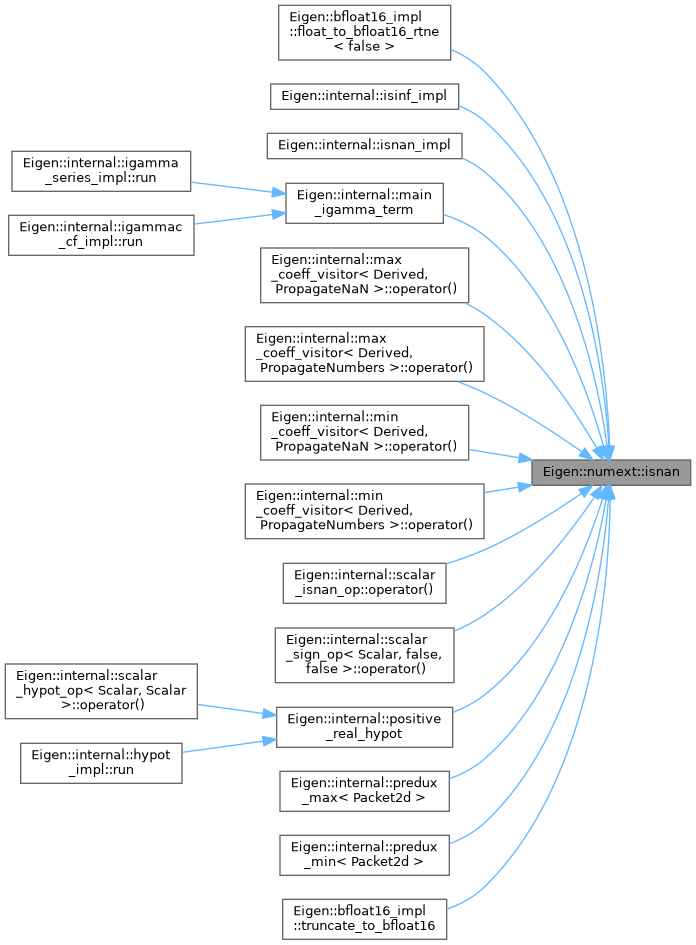 Eigen::bfloat16_impl
::float_to_bfloat16_rtne
< false >
Eigen::internal::isinf_impl
Eigen::internal::isnan_impl
Eigen::internal::igamma
_series_impl::run
Eigen::internal::main
_igamma_term
Eigen::internal::igammac
_cf_impl::run
Eigen::internal::max
_coeff_visitor< Derived,
PropagateNaN >::operator()
Eigen::internal::max
_coeff_visitor< Derived,
PropagateNumbers >::operator()
Eigen::internal::min
_coeff_visitor< Derived,
PropagateNaN >::operator()
Eigen::numext::isnan
Eigen::internal::min
_coeff_visitor< Derived,
PropagateNumbers >::operator()
Eigen::internal::scalar
_isnan_op::operator()
Eigen::internal::scalar
_sign_op< Scalar, false,
false >::operator()
Eigen::internal::scalar
_hypot_op< Scalar, Scalar
>::operator()
Eigen::internal::positive
_real_hypot
Eigen::internal::hypot
_impl::run
Eigen::internal::predux
_max< Packet2d >
Eigen::internal::predux
_min< Packet2d >
Eigen::bfloat16_impl
::truncate_to_bfloat16